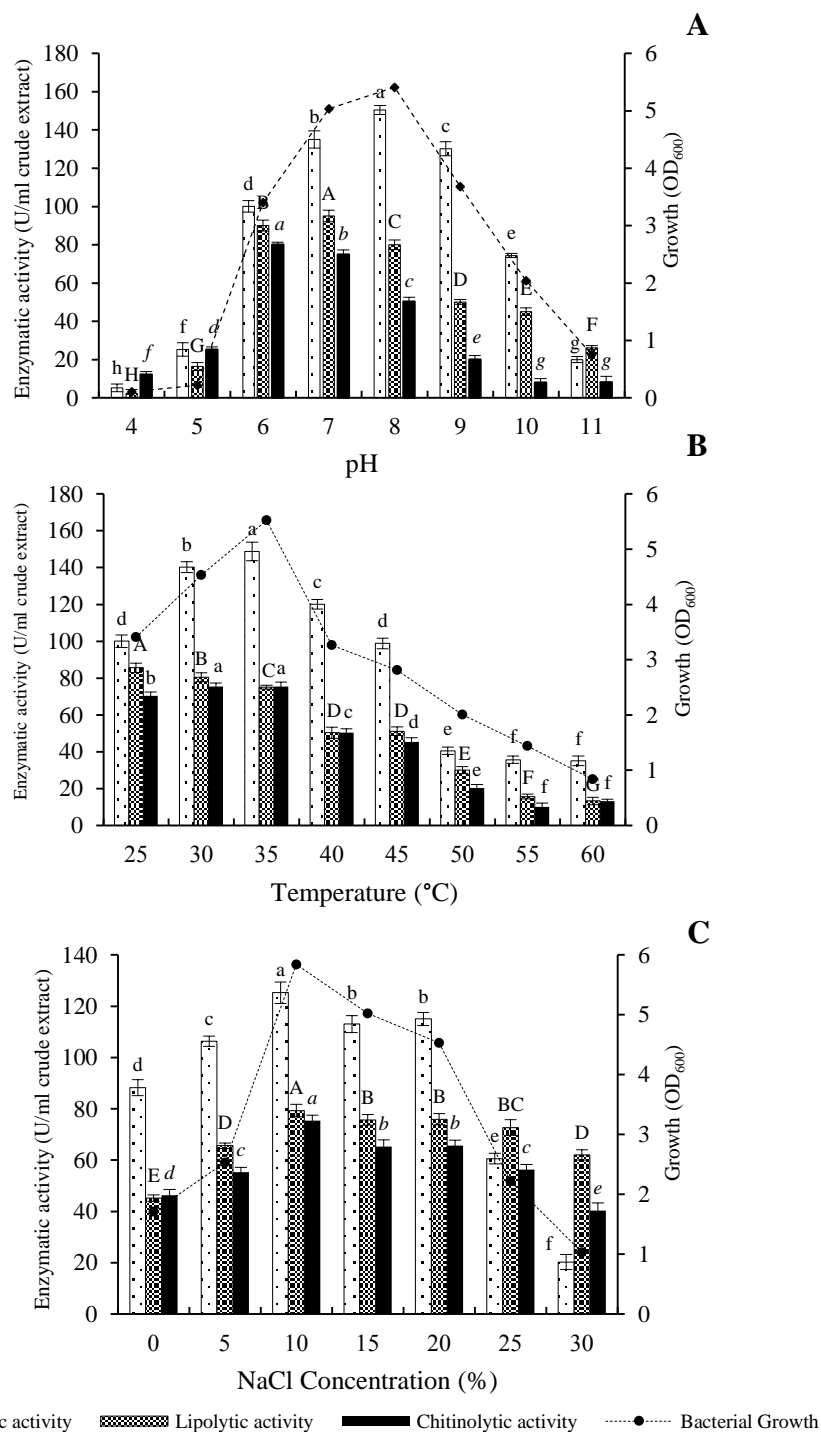 A
Enzymatic activity (U/ml crude extract)
Growth (OD600)
180 160 140 120 100 80 60 40 20 0
6 5 4 3 2 1 0
h H f
f G d
d B a
b A b
a C c
c D e
e E g
g F g
4 5 6 7 8 9 10 11
pH
B
Enzymatic activity (U/ml crude extract)
Growth (OD600)
180 160 140 120 100 80 60 40 20 0
6 5 4 3 2 1 0
d A b
b B a
a C a
c D c
d D d
e E e
f F f
f G f
25 30 35 40 45 50 55 60
Temperature (°C)
C
Enzymatic activity (U/ml crude extract)
Growth (OD600)
140 120 100 80 60 40 20 0
6 5 4 3 2 1 0
d E d
c D c
a A a
b B b
b B b
e BC c
f D e
0 5 10 15 20 25 30
NaCl Concentration (%)
c activity Lipolytic activity Chitinolytic activity Bacterial Growth